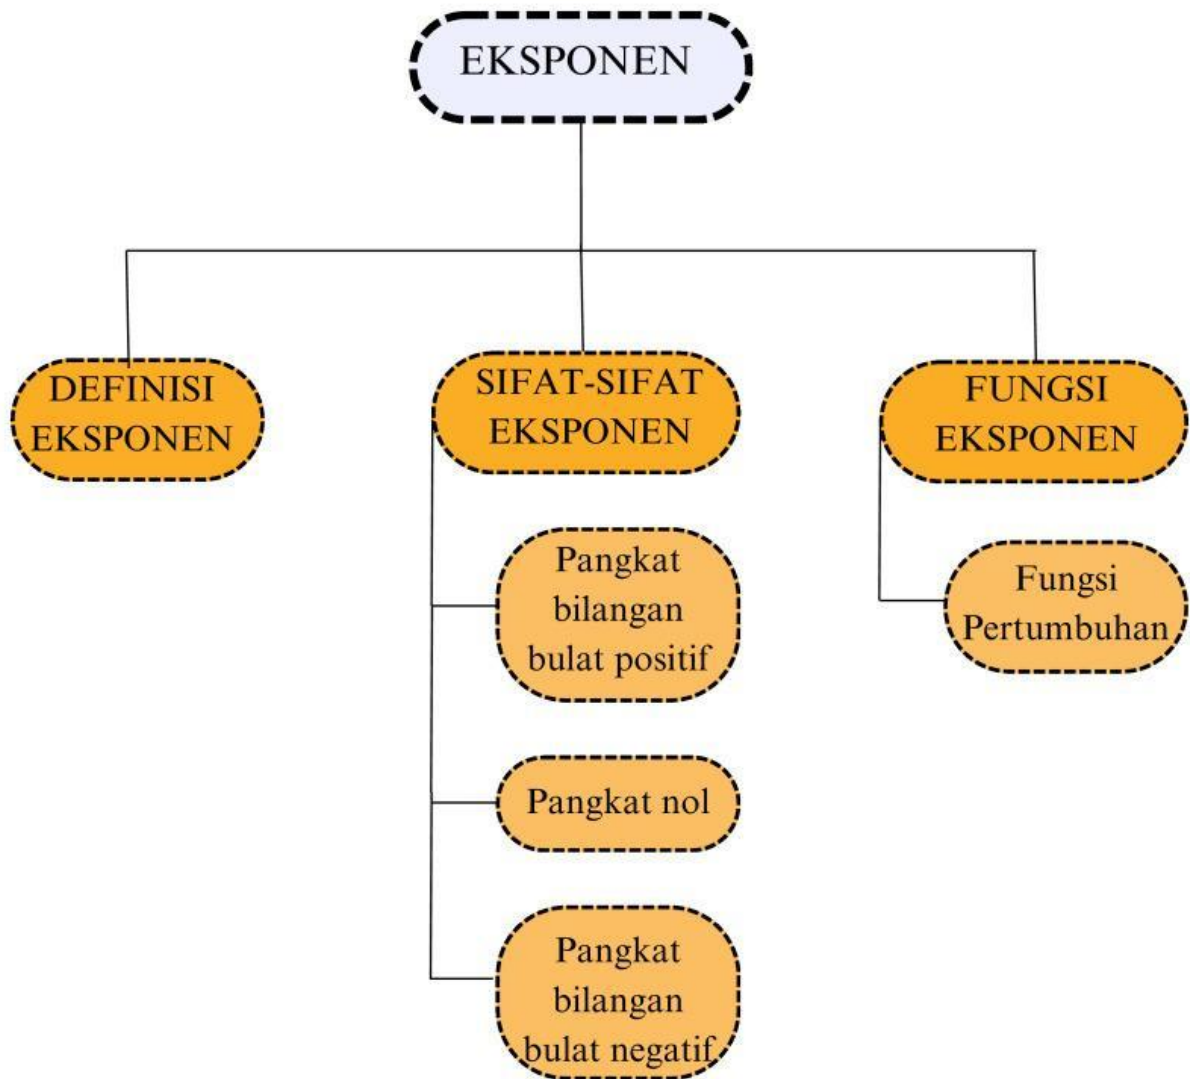 EKSPONEN
DEFINISI
EKSPONEN
SIFAT-SIFAT
EKSPONEN
Pangkat
bilangan
bulat positif
Pangkat nol
Pangkat
bilangan
bulat negatif
FUNGSI
EKSPONEN
Fungsi
Pertumbuhan